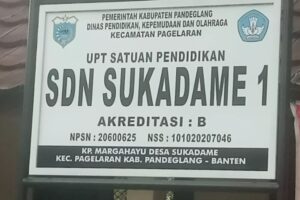 PEMERINTAH KABUPATEN PANDEGLANG
DINAS PENDIDIKAN, KEPEMUDAAN DAN OLAHRAGA
KECAMATAN PAGELARAN
UPT SATUAN PENDIDIKAN
SDN SUKADAME 1
AKREDITASI : B
NPSN : 20600625 NSS : 101020207046
KP. MARGAHAYU DESA SUKADAME
KEC. PAGELARAN KAB. PANDEGLANG - BANTEN